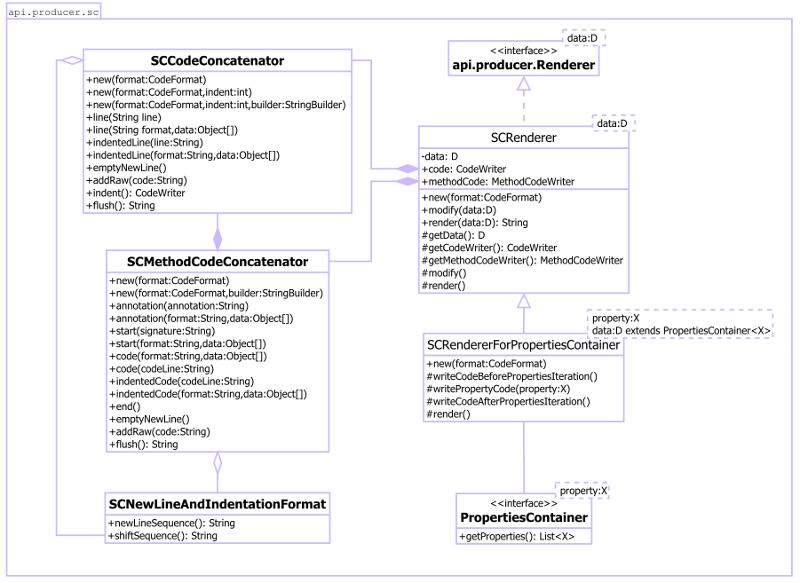 api.producer.sc
SCCodeConcatenator
+new(format:CodeFormat)
+new(format:CodeFormat,indent:int)
+new(format:CodeFormat,indent:int,builder:StringBuilder)
+line(String line)
+line(String format,data:Object[])
+indentedLine(line:String)
+indentedLine(format:String,data:Object[])
+emptyNewLine()
+addRaw(code:String)
+indent(): CodeWriter
+flush(): String
SCMethodCodeConcatenator
+new(format:CodeFormat)
+new(format:CodeFormat,builder:StringBuilder)
+annotation(annotation:String)
+annotation(format:String,data:Object[])
+start(signature:String)
+start(format:String,data:Object[])
+code(format:String,data:Object[])
+code(codeLine:String)
+indentedCode(codeLine:String)
+indentedCode(format:String,data:Object[])
+end()
+emptyNewLine()
+addRaw(code:String)
+flush(): String
SCNewLineAndIndentationFormat
+newLineSequence(): String
+shiftSequence(): String
data:D
<<interface>>
api.producer.Renderer
data:D
SCRenderer
-data: D
+code: CodeWriter
+methodCode: MethodCodeWriter
+new(format:CodeFormat)
+modify(data:D)
+render(data:D): String
#getData(): D
#getCodeWriter(): CodeWriter
#getMethodCodeWriter(): MethodCodeWriter
#modify()
#render()
property:X
data:D extends PropertiesContainer<X>
SCRendererForPropertiesContainer
+new(format:CodeFormat)
#writeCodeBeforePropertiesIteration()
#writePropertyCode(property:X)
#writeCodeAfterPropertiesIteration()
#render()
property:X
<<interface>>
PropertiesContainer
+getProperties(): List<X>